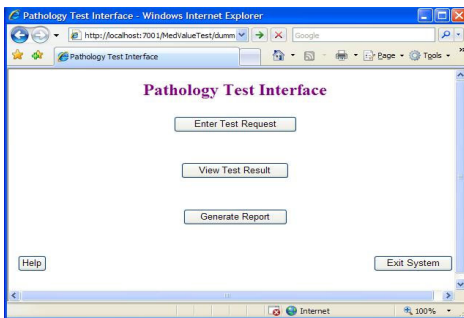 Pathology Test Interface - Windows Internet Explorer
http://localhost:7001/MedValueTest/dumm
Google
Pathology Test Interface
Page
Tools
Pathology Test Interface
Enter Test Request
View Test Result
Generate Report
Help
Exit System
Internet
100%